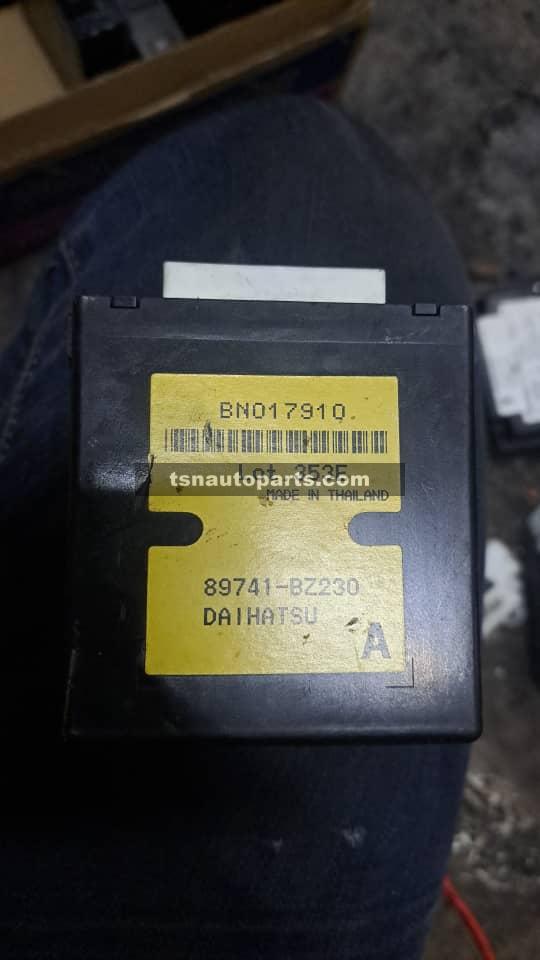 BN017910
Lot 353E
tsnautoparts.com
MADE IN THAILAND
89741-BZ230
DAIHATSU
A